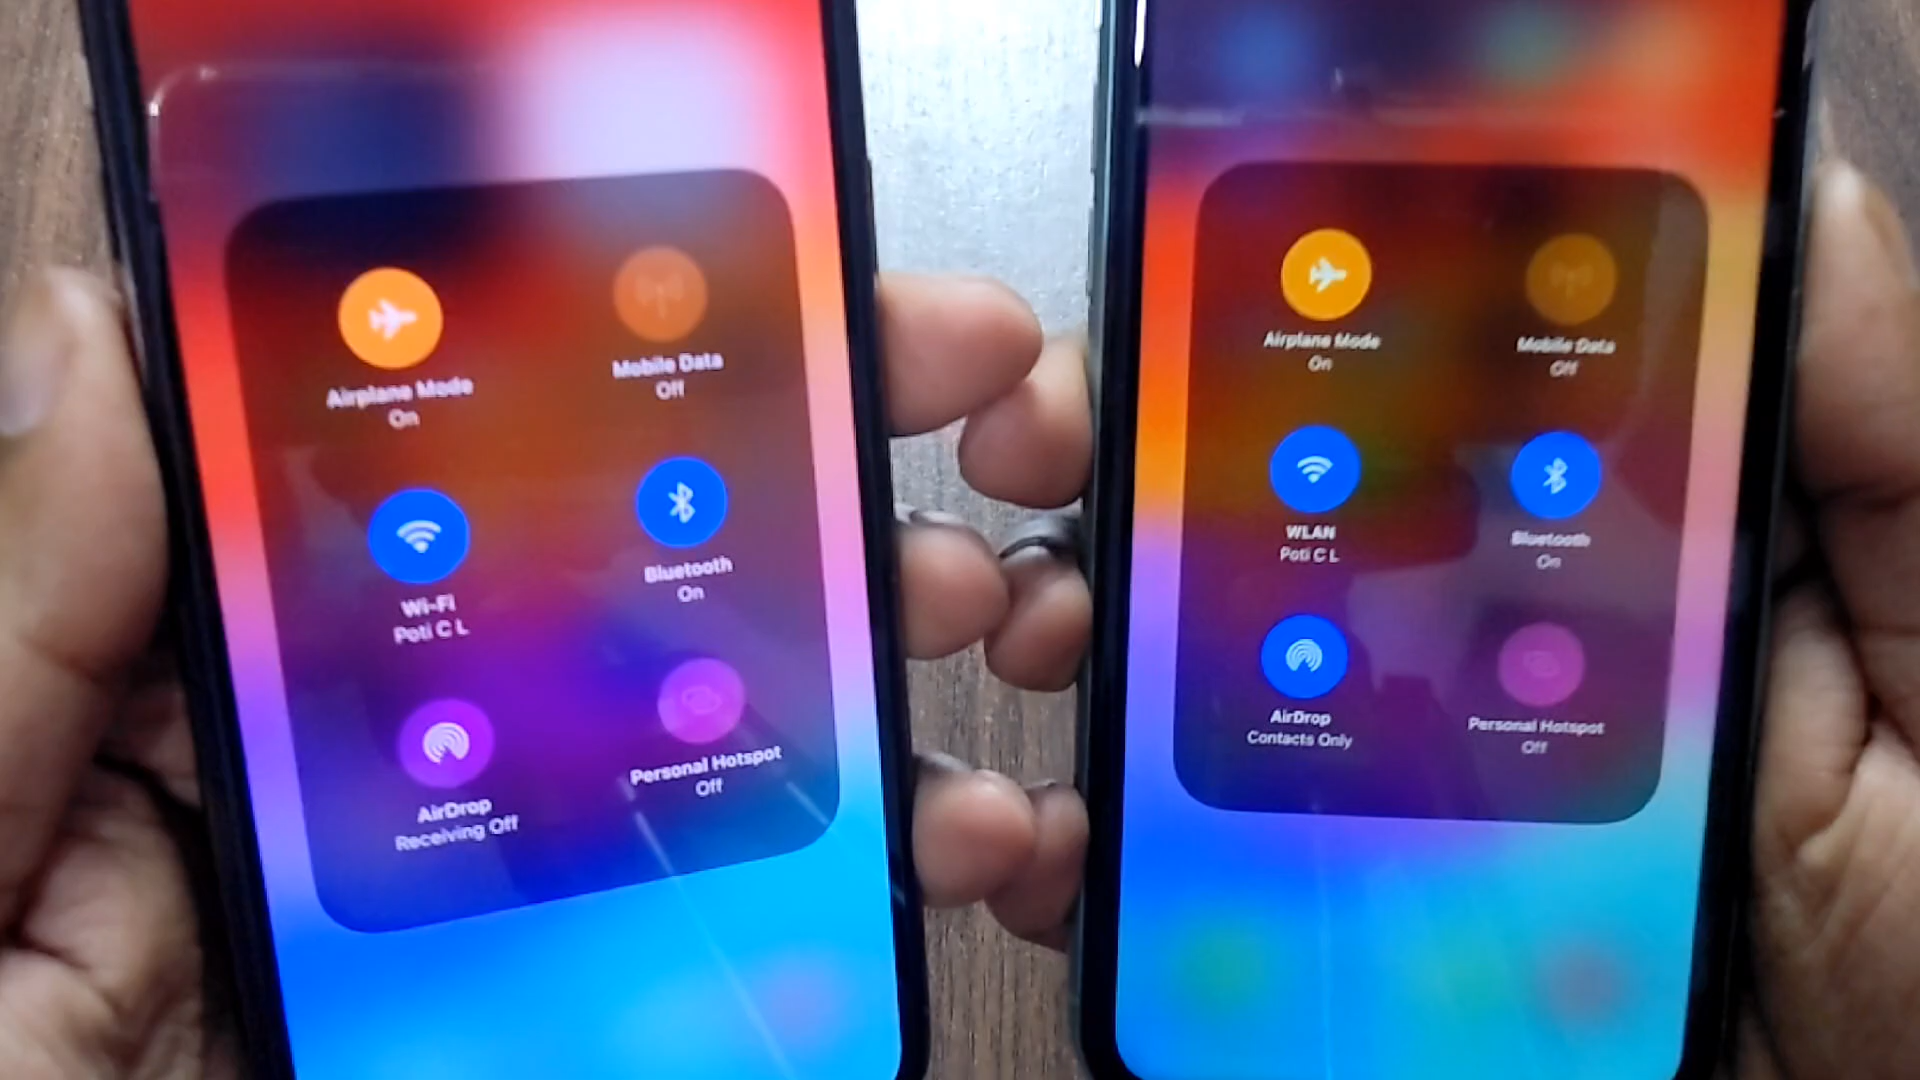 Airplane Mode
On
Mobile Data
Off
Wi-Fi
Poti C L
Bluetooth
On
AirDrop
Receiving Off
Personal Hotspot
Off
Airplane Mode
On
Mobile Data
Off
WLAN
Poti C L
Bluetooth
On
AirDrop
Contacts Only
Personal Hotspot
Off